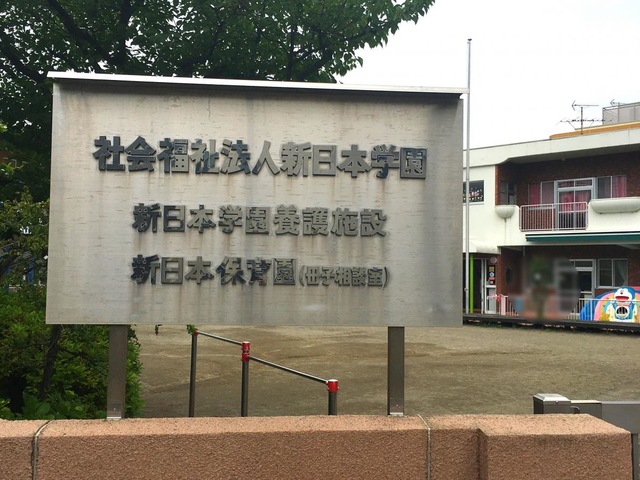 社会福祉法人新日本学園
新日本学園養護施設
新日本保育園(母子相談室)